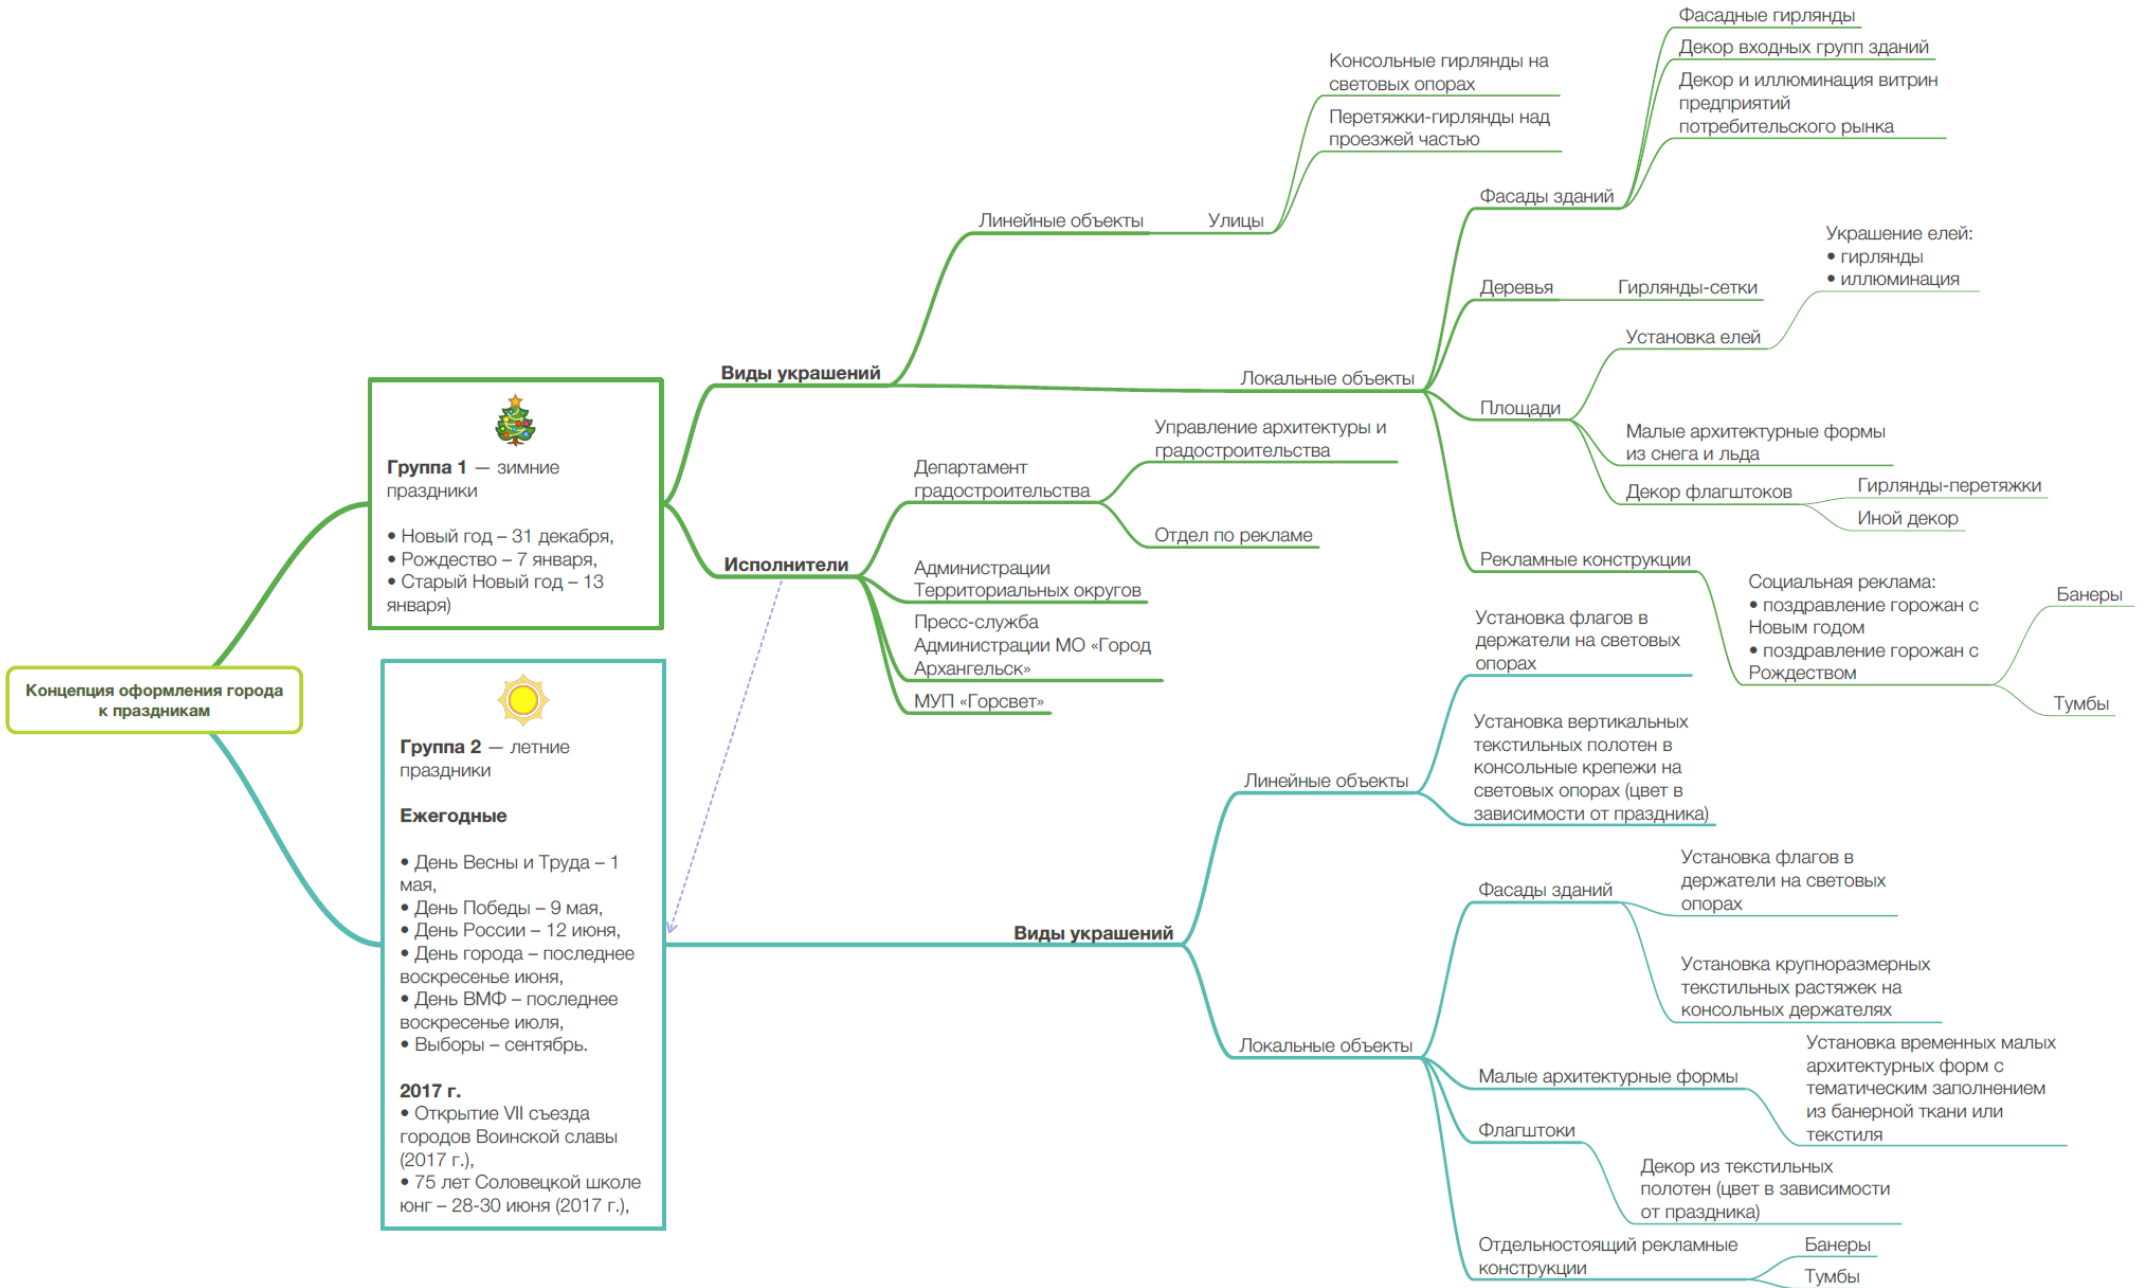 Концепция оформления города
к праздникам
Группа 1 — зимние
праздники
• Новый год – 31 декабря,
• Рождество – 7 января,
• Старый Новый год – 13
января)
Виды украшений
Линейные объекты
Улицы
Консольные гирлянды на
световых опорах
Перетяжки-гирлянды над
проезжей частью
Локальные объекты
Фасады зданий
Фасадные гирлянды
Декор входных групп зданий
Декор и иллюминация витрин
предприятий
потребительского рынка
Деревья
Гирлянды-сетки
Площади
Установка елей
Украшение елей:
• гирлянды
• иллюминация
Малые архитектурные формы
из снега и льда
Декор флагштоков
Гирлянды-перетяжки
Иной декор
Рекламные конструкции
Социальная реклама:
• поздравление горожан с
Новым годом
• поздравление горожан с
Рождеством
Банеры
Тумбы
Исполнители
Департамент
градостроительства
Управление архитектуры и
градостроительства
Отдел по рекламе
Администрации
Территориальных округов
Пресс-служба
Администрации МО «Город
Архангельск»
МУП «Горсвет»
Группа 2 — летние
праздники
Ежегодные
• День Весны и Труда – 1
мая,
• День Победы – 9 мая,
• День России – 12 июня,
• День города – последнее
воскресенье июня,
• День ВМФ – последнее
воскресенье июля,
• Выборы – сентябрь.
2017 г.
• Открытие VII съезда
городов Воинской славы
(2017 г.),
• 75 лет Соловецкой школе
юнг – 28-30 июня (2017 г.),
Виды украшений
Линейные объекты
Установка флагов в
держатели на световых
опорах
Установка вертикальных
текстильных полотен в
консольные крепежи на
световых опорах (цвет в
зависимости от праздника)
Локальные объекты
Фасады зданий
Установка флагов в
держатели на световых
опорах
Установка крупноразмерных
текстильных растяжек на
консольных держателях
Малые архитектурные формы
Установка временных малых
архитектурных форм с
тематическим заполнением
из банерной ткани или
текстиля
Флагштоки
Декор из текстильных
полотен (цвет в зависимости
от праздника)
Отдельностоящий рекламные
конструкции
Банеры
Тумбы